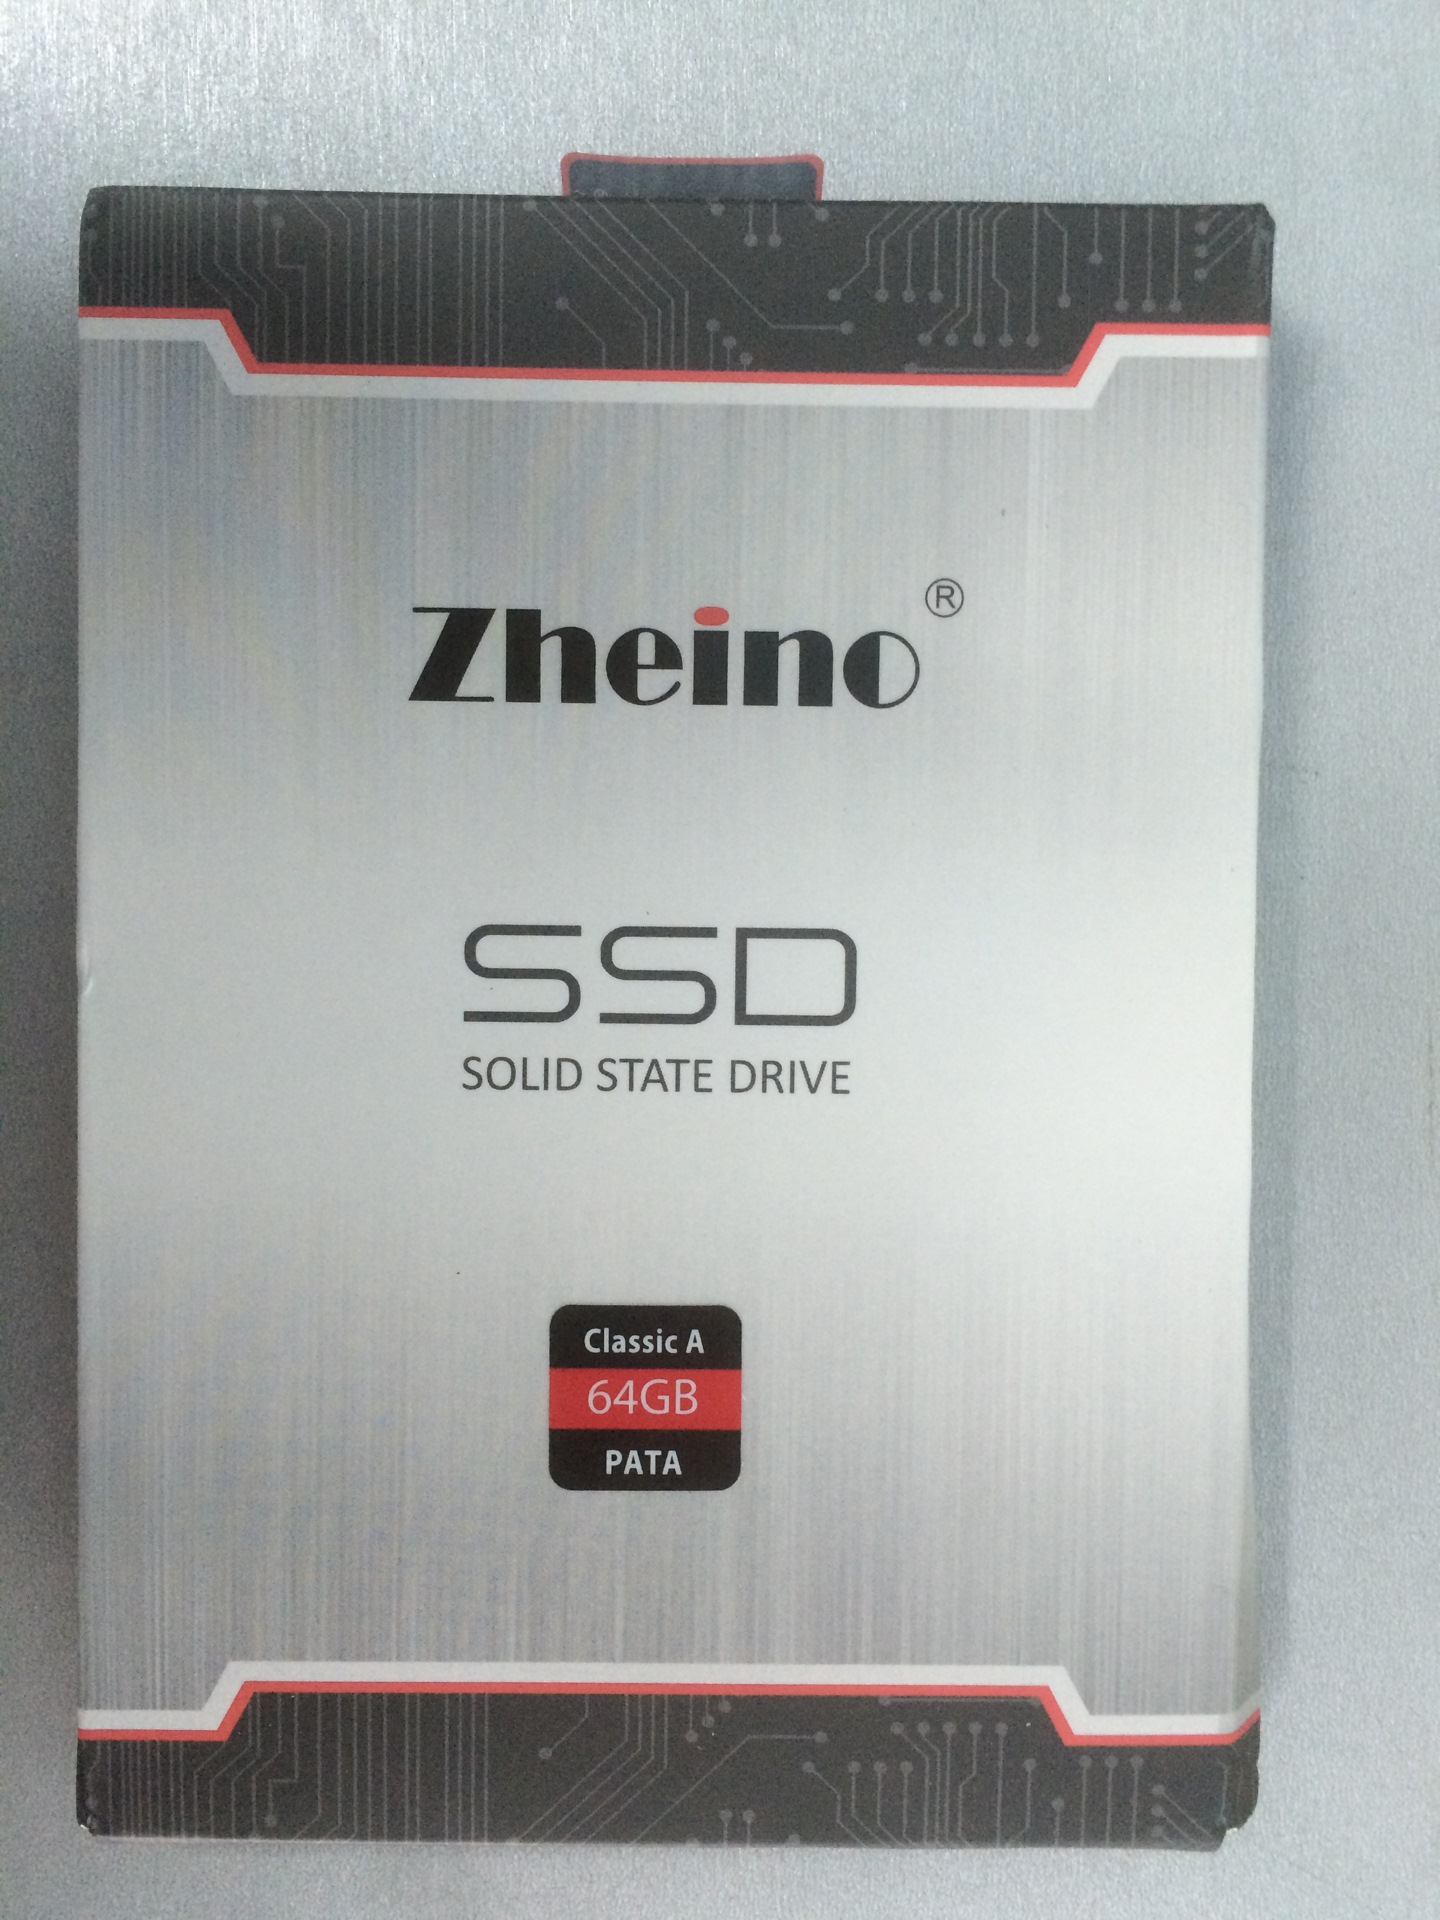 Zheino®
SSD
SOLID STATE DRIVE
Classic A
64GB
PATA